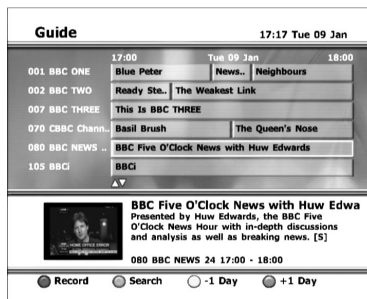 Guide 17:17 Tue 09 Jan
17:00 Tue 09 Jan 18:00
001 BBC ONE Blue Peter News.. Neighbours
002 BBC TWO Ready Ste.. The Weakest Link
007 BBC THREE This Is BBC THREE
070 CBBC Chann.. Basil Brush The Queen's Nose
080 BBC NEWS .. BBC Five O'Clock News with Huw Edwards
105 BBCi BBCi
BBC Five O'Clock News with Huw Edwa
Presented by Huw Edwards, the BBC Five
O'Clock News Hour with in-depth discussions
and analysis as well as breaking news. [S]
HOME OFFICE ERROR
080 BBC NEWS 24 17:00 - 18:00
Record Search -1 Day +1 Day